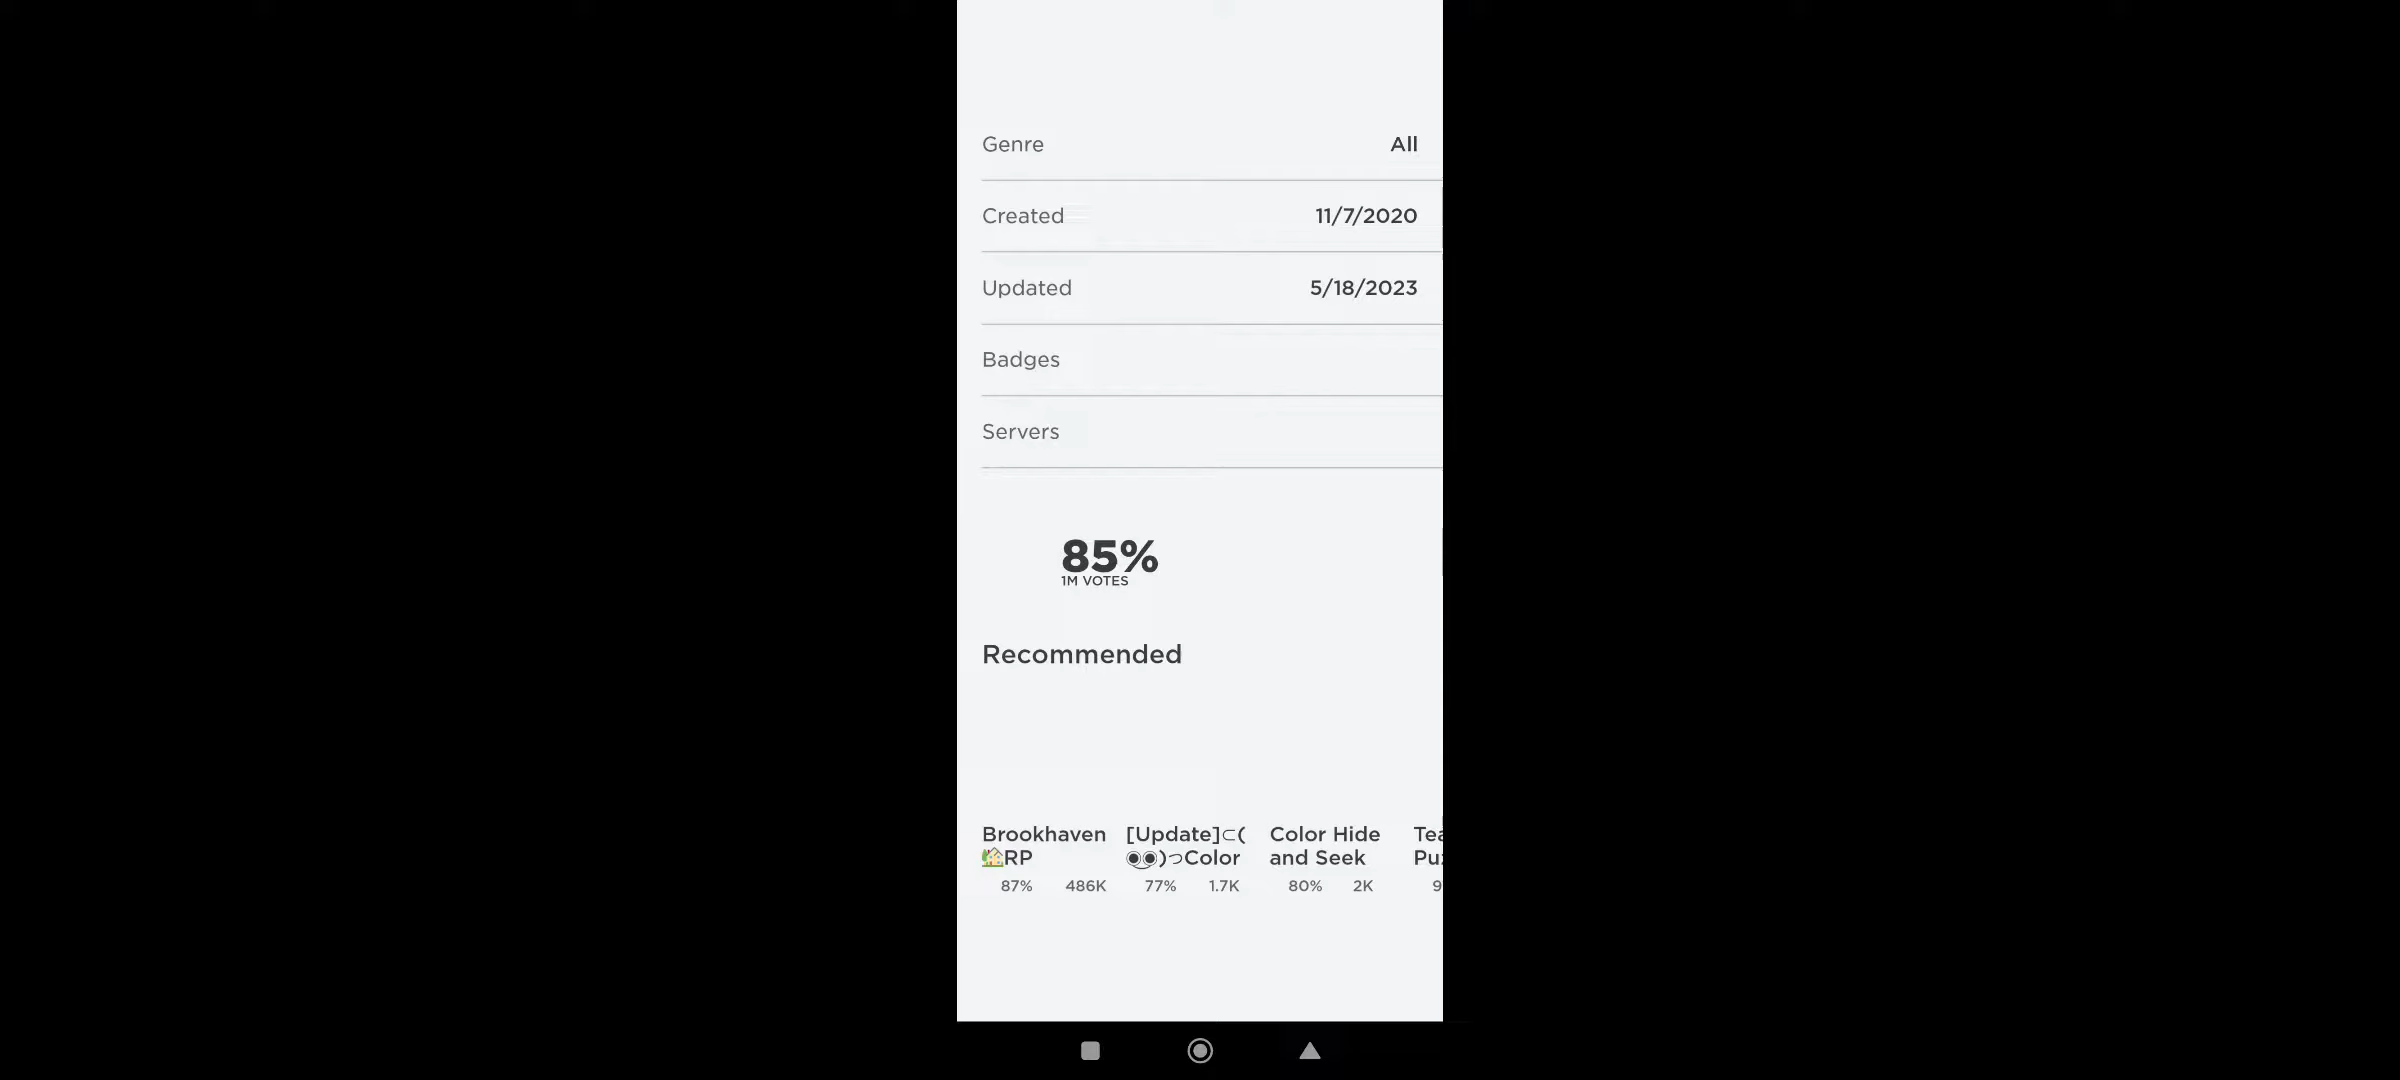 Genre All
Created 11/7/2020
Updated 5/18/2023
Badges
Servers
85%
1M VOTES
Recommended
Brookhaven [Update]⊂( Color Hide
🏡RP ◉‿◉)つColor and Seek
87% 486K 77% 1.7K 80% 2K